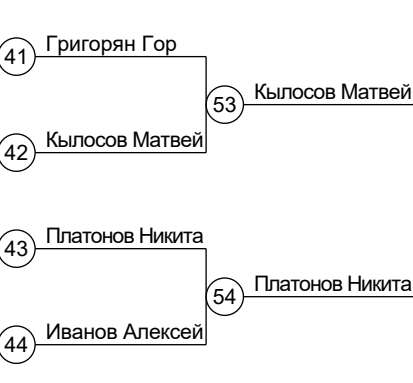 41 Григорян Гор
53 Кылосов Матвей
42 Кылосов Матвей
43 Платонов Никита
54 Платонов Никита
44 Иванов Алексей